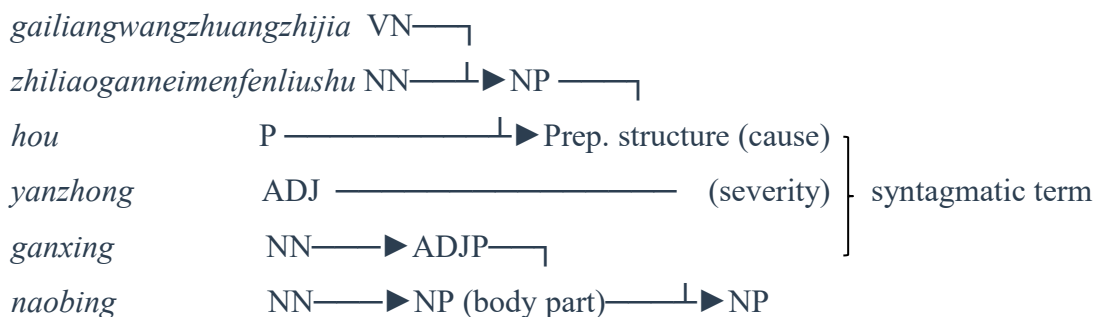 gailiangwangzhuangzhijia VN
zhiliaoganneimenfenliushu NN NP
hou P Prep. structure (cause)
yanzhong ADJ (severity) syntagmatic term
ganxing NN ADJP
naobing NN NP (body part) NP